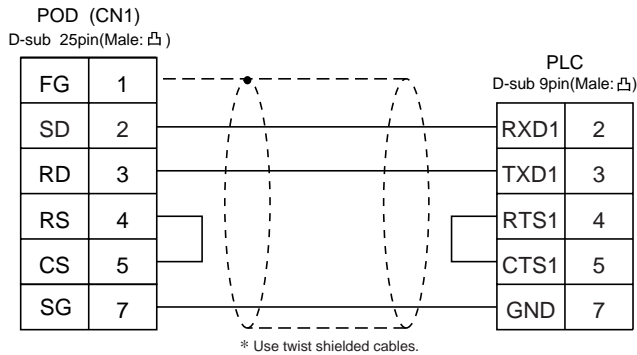 POD (CN1)
D-sub 25pin(Male: 凸)
PLC
D-sub 9pin(Male: 凸)
FG 1
SD 2
RXD1 2
RD 3
TXD1 3
RS 4
RTS1 4
CS 5
CTS1 5
SG 7
GND 7
* Use twist shielded cables.